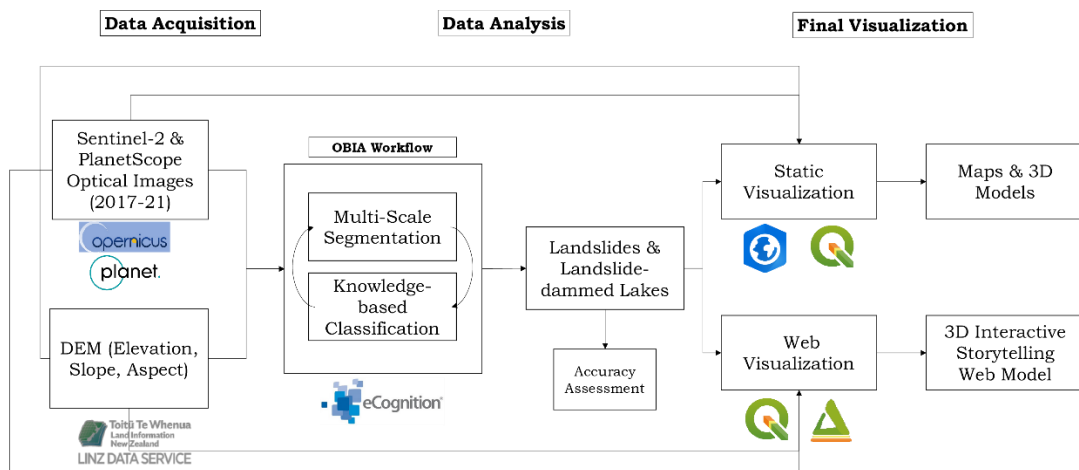 Data Acquisition
Data Analysis
Final Visualization
Sentinel-2 &
PlanetScope
Optical Images
(2017-21)
opernicus
planet.
DEM (Elevation,
Slope, Aspect)
Toitū Te Whenua
Land Information
New Zealand
LINZ DATA SERVICE
OBIA Workflow
Multi-Scale
Segmentation
Knowledge-
based
Classification
eCognition®
Landslides &
Landslide-
dammed Lakes
Accuracy
Assessment
Static
Visualization
Maps & 3D
Models
Web
Visualization
3D Interactive
Storytelling
Web Model